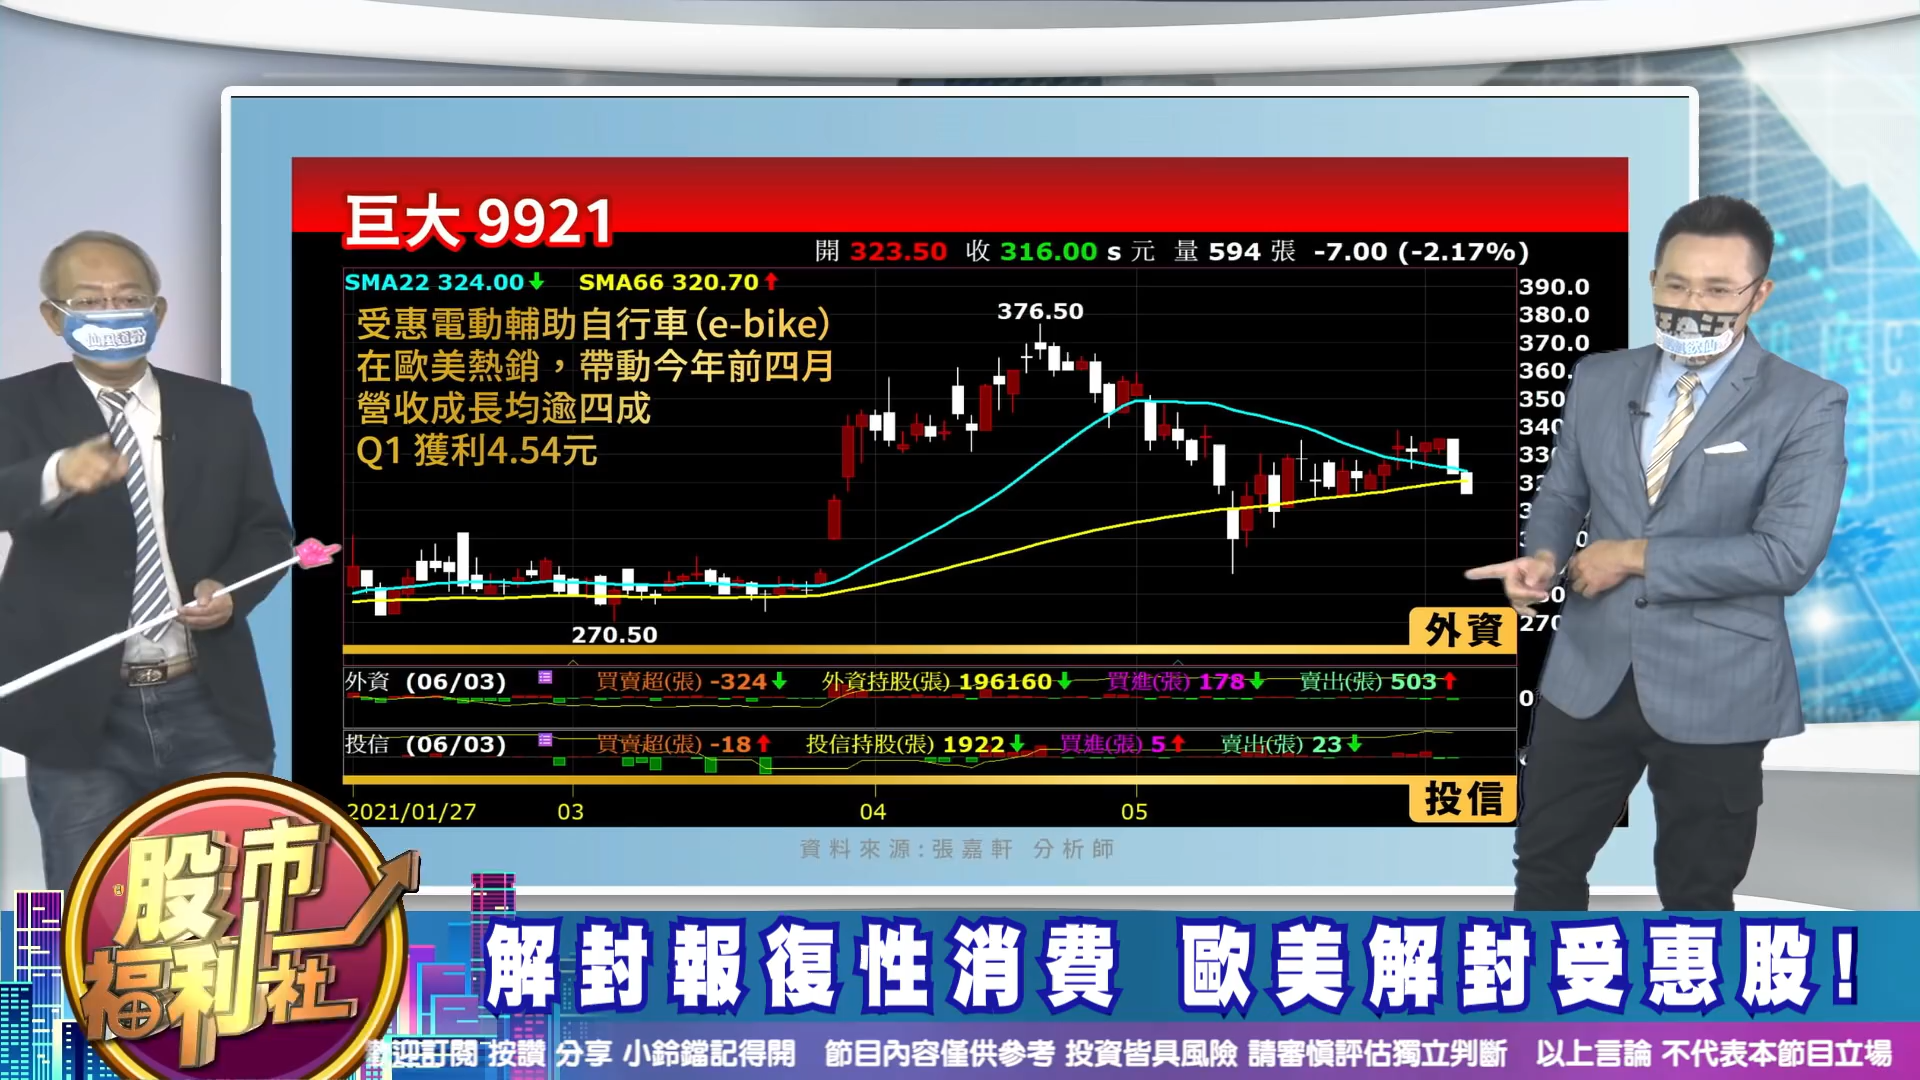 巨大 9921
開 323.50 收 316.00 s 元 量 594 張 -7.00 (-2.17%)
SMA22 324.00 SMA66 320.70
受惠電動輔助自行車(e-bike)
在歐美熱銷，帶動今年前四月
營收成長均逾四成
Q1 獲利4.54元
376.50
270.50
390.0
380.0
370.0
360.
350
340
33
270
外資
外資 (06/03) 買賣超(張) -324 外資持股(張) 196160 買進(張) 178 賣出(張) 503
0
投信 (06/03) 買賣超(張) -18 投信持股(張) 1922 買進(張) 5 賣出(張) 23
投信
2021/01/27 03 04 05
資料來源:張嘉軒 分析師
股市
福利社
解封報復性消費 歐美解封受惠股!
歡迎訂閱 按讚 分享 小鈴鐺記得開 節目內容僅供參考 投資皆具風險 請審慎評估獨立判斷 以上言論 不代表本節目立場